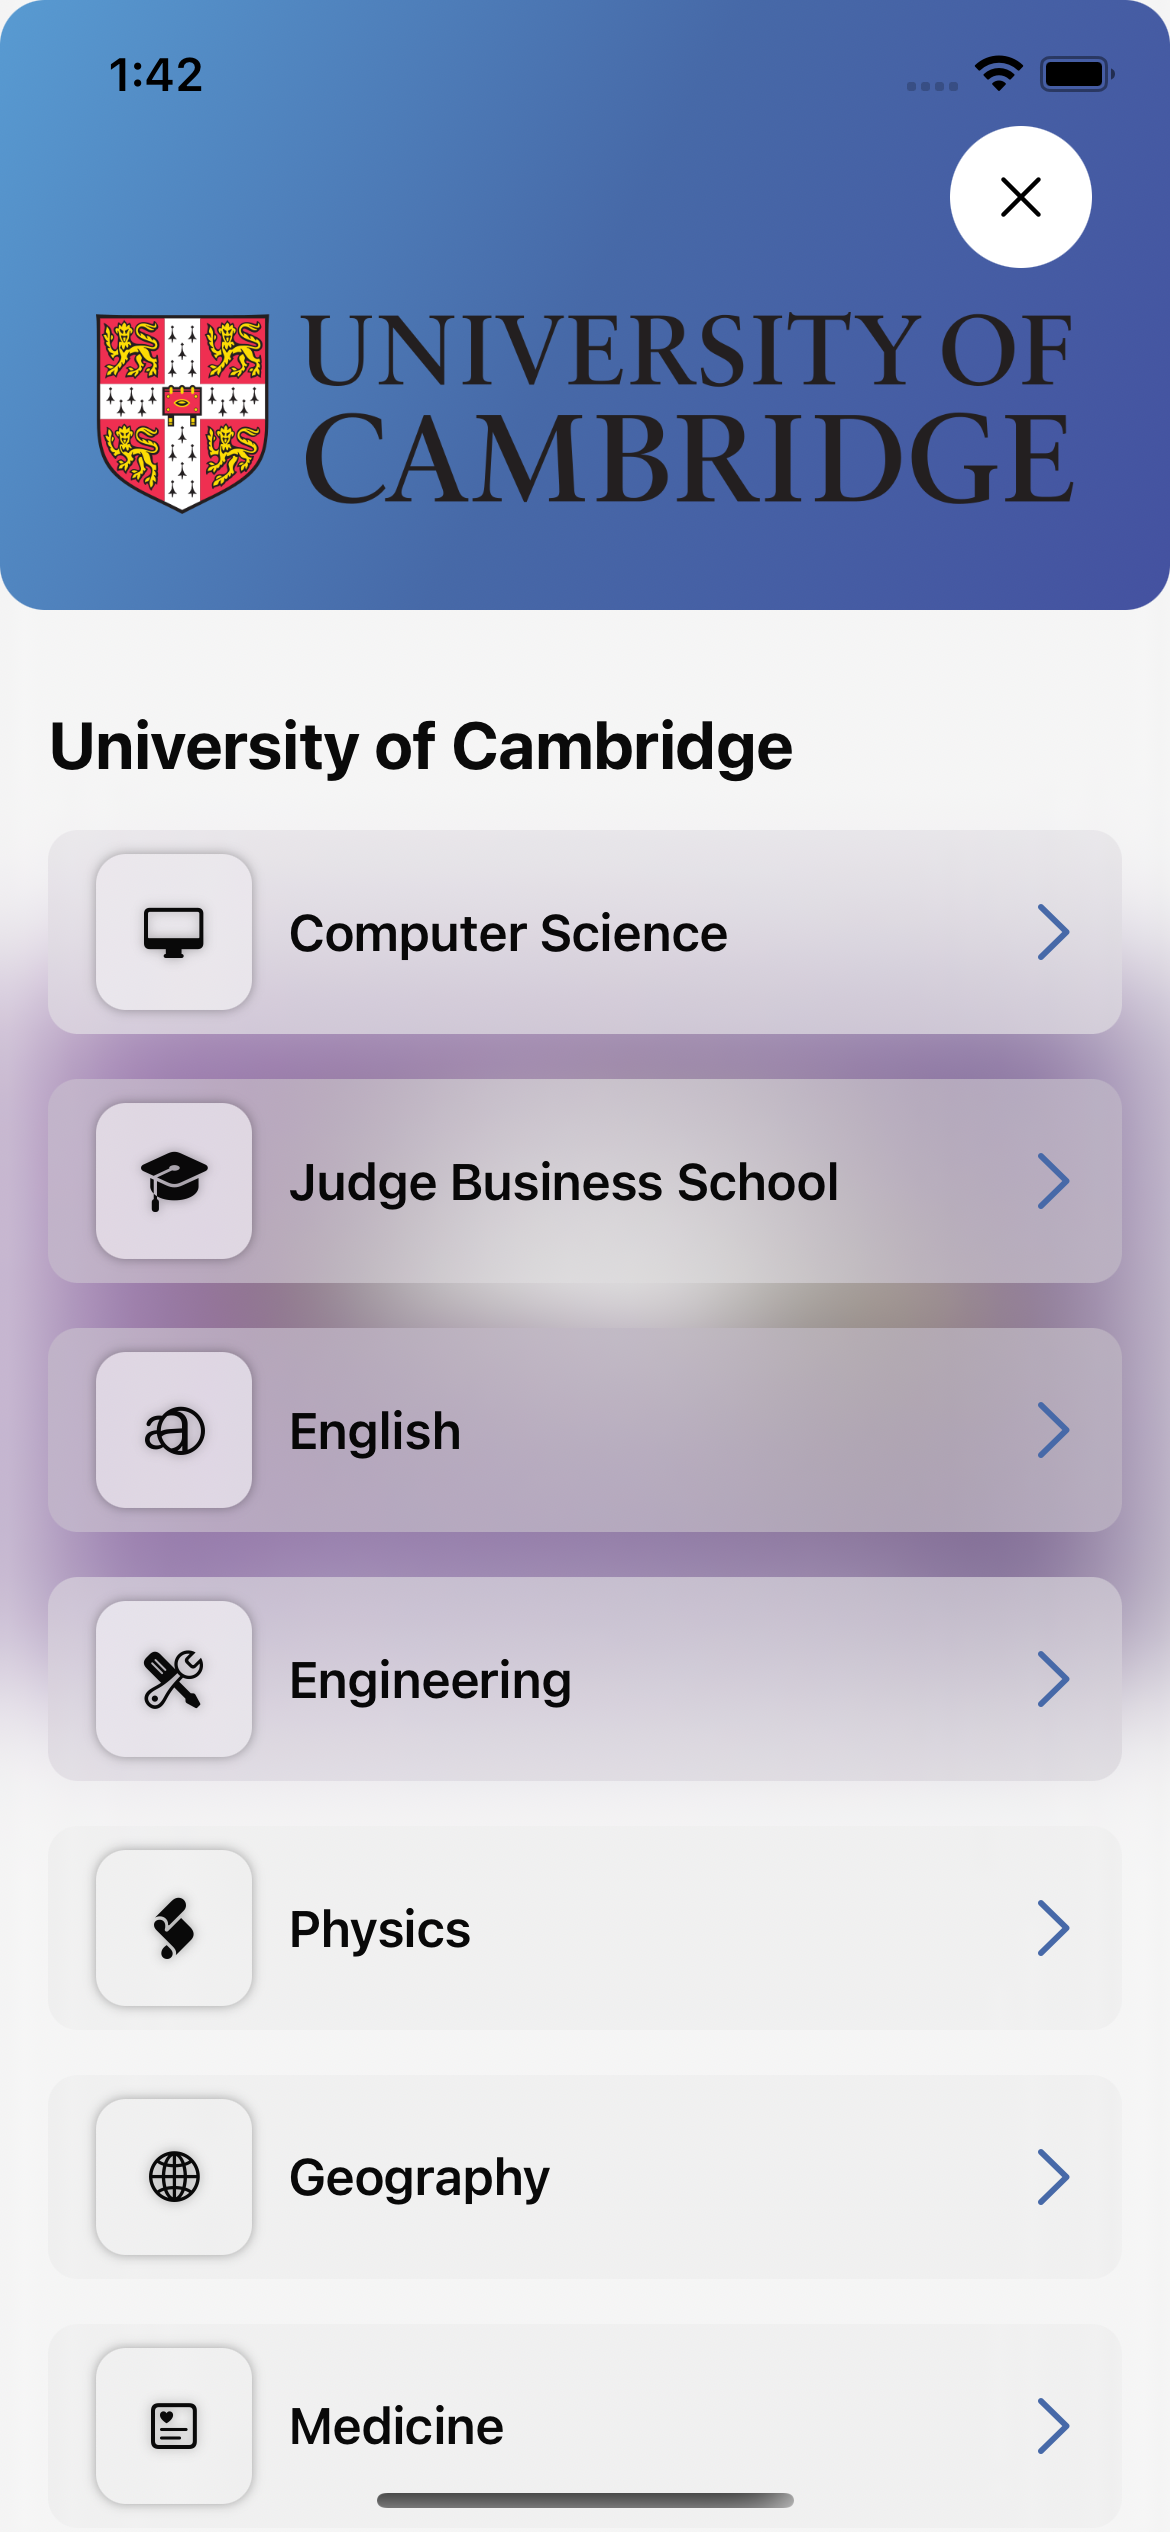 1:42
UNIVERSITY OF
CAMBRIDGE
University of Cambridge
Computer Science
Judge Business School
English
Engineering
Physics
Geography
Medicine